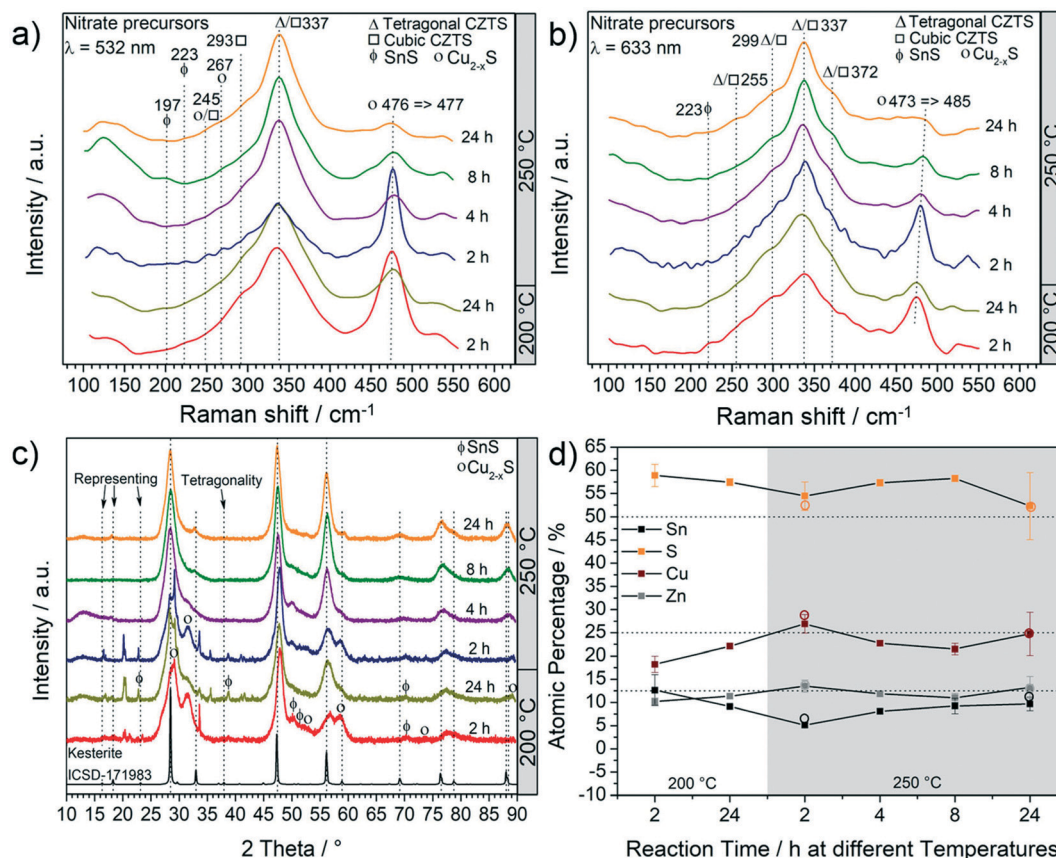 a)
Nitrate precursors
λ = 532 nm
Δ/□337
Δ Tetragonal CZTS
□ Cubic CZTS
ϕ SnS o Cu2-xS
293□
223
ϕ
267
o
197
ϕ
245
o/□
o 476 => 477
24 h
8 h
4 h
2 h
24 h
2 h
250 °C
200 °C
Intensity / a.u.
100 150 200 250 300 350 400 450 500 550 600
Raman shift / cm-1
b)
Nitrate precursors
λ = 633 nm
Δ/□337
Δ Tetragonal CZTS
□ Cubic CZTS
ϕ SnS o Cu2-xS
299
Δ/□
Δ/□255
Δ/□372
223ϕ
o 473 => 485
24 h
8 h
4 h
2 h
24 h
2 h
250 °C
200 °C
Intensity / a.u.
100 150 200 250 300 350 400 450 500 550 600
Raman shift / cm-1
c)
ϕSnS
o Cu2-xS
Representing
Tetragonality
24 h
8 h
4 h
2 h
24 h
2 h
250 °C
200 °C
Kesterite
ICSD-171983
Intensity / a.u.
10 15 20 25 30 35 40 45 50 55 60 65 70 75 80 85 90
2 Theta / °
d)
65
60
55
50
45
40
35
30
25
20
15
10
5
0
-5
-10
Sn
S
Cu
Zn
200 °C
250 °C
Atomic Percentage / %
2 24 2 4 8 24
Reaction Time / h at different Temperatures